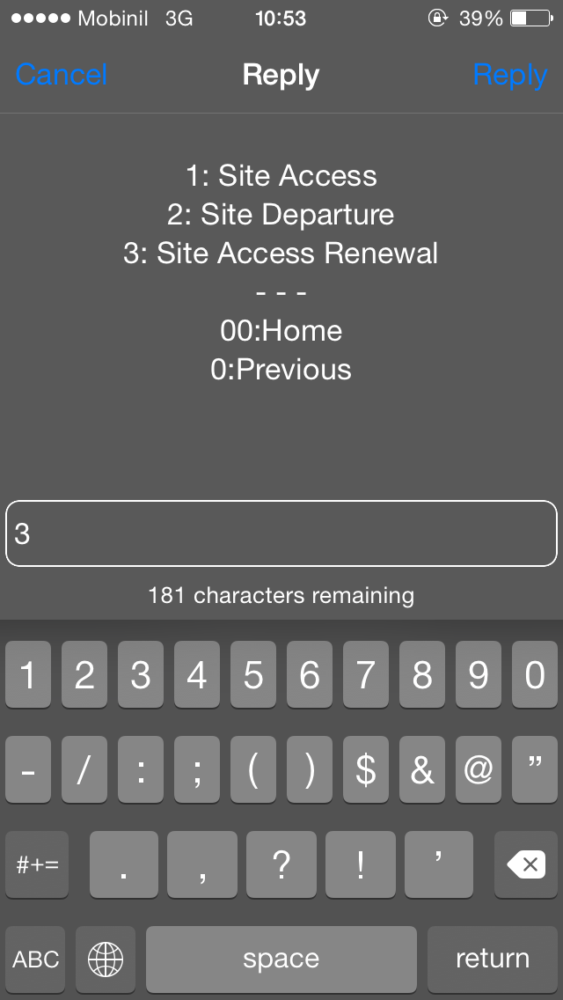 Mobinil 3G 10:53 39%
Cancel Reply Reply
1: Site Access
2: Site Departure
3: Site Access Renewal
- - -
00:Home
0:Previous
3
181 characters remaining
1 2 3 4 5 6 7 8 9 0
- / : ; ( ) $ & @ ”
#+= . , ? ! ’
ABC space return